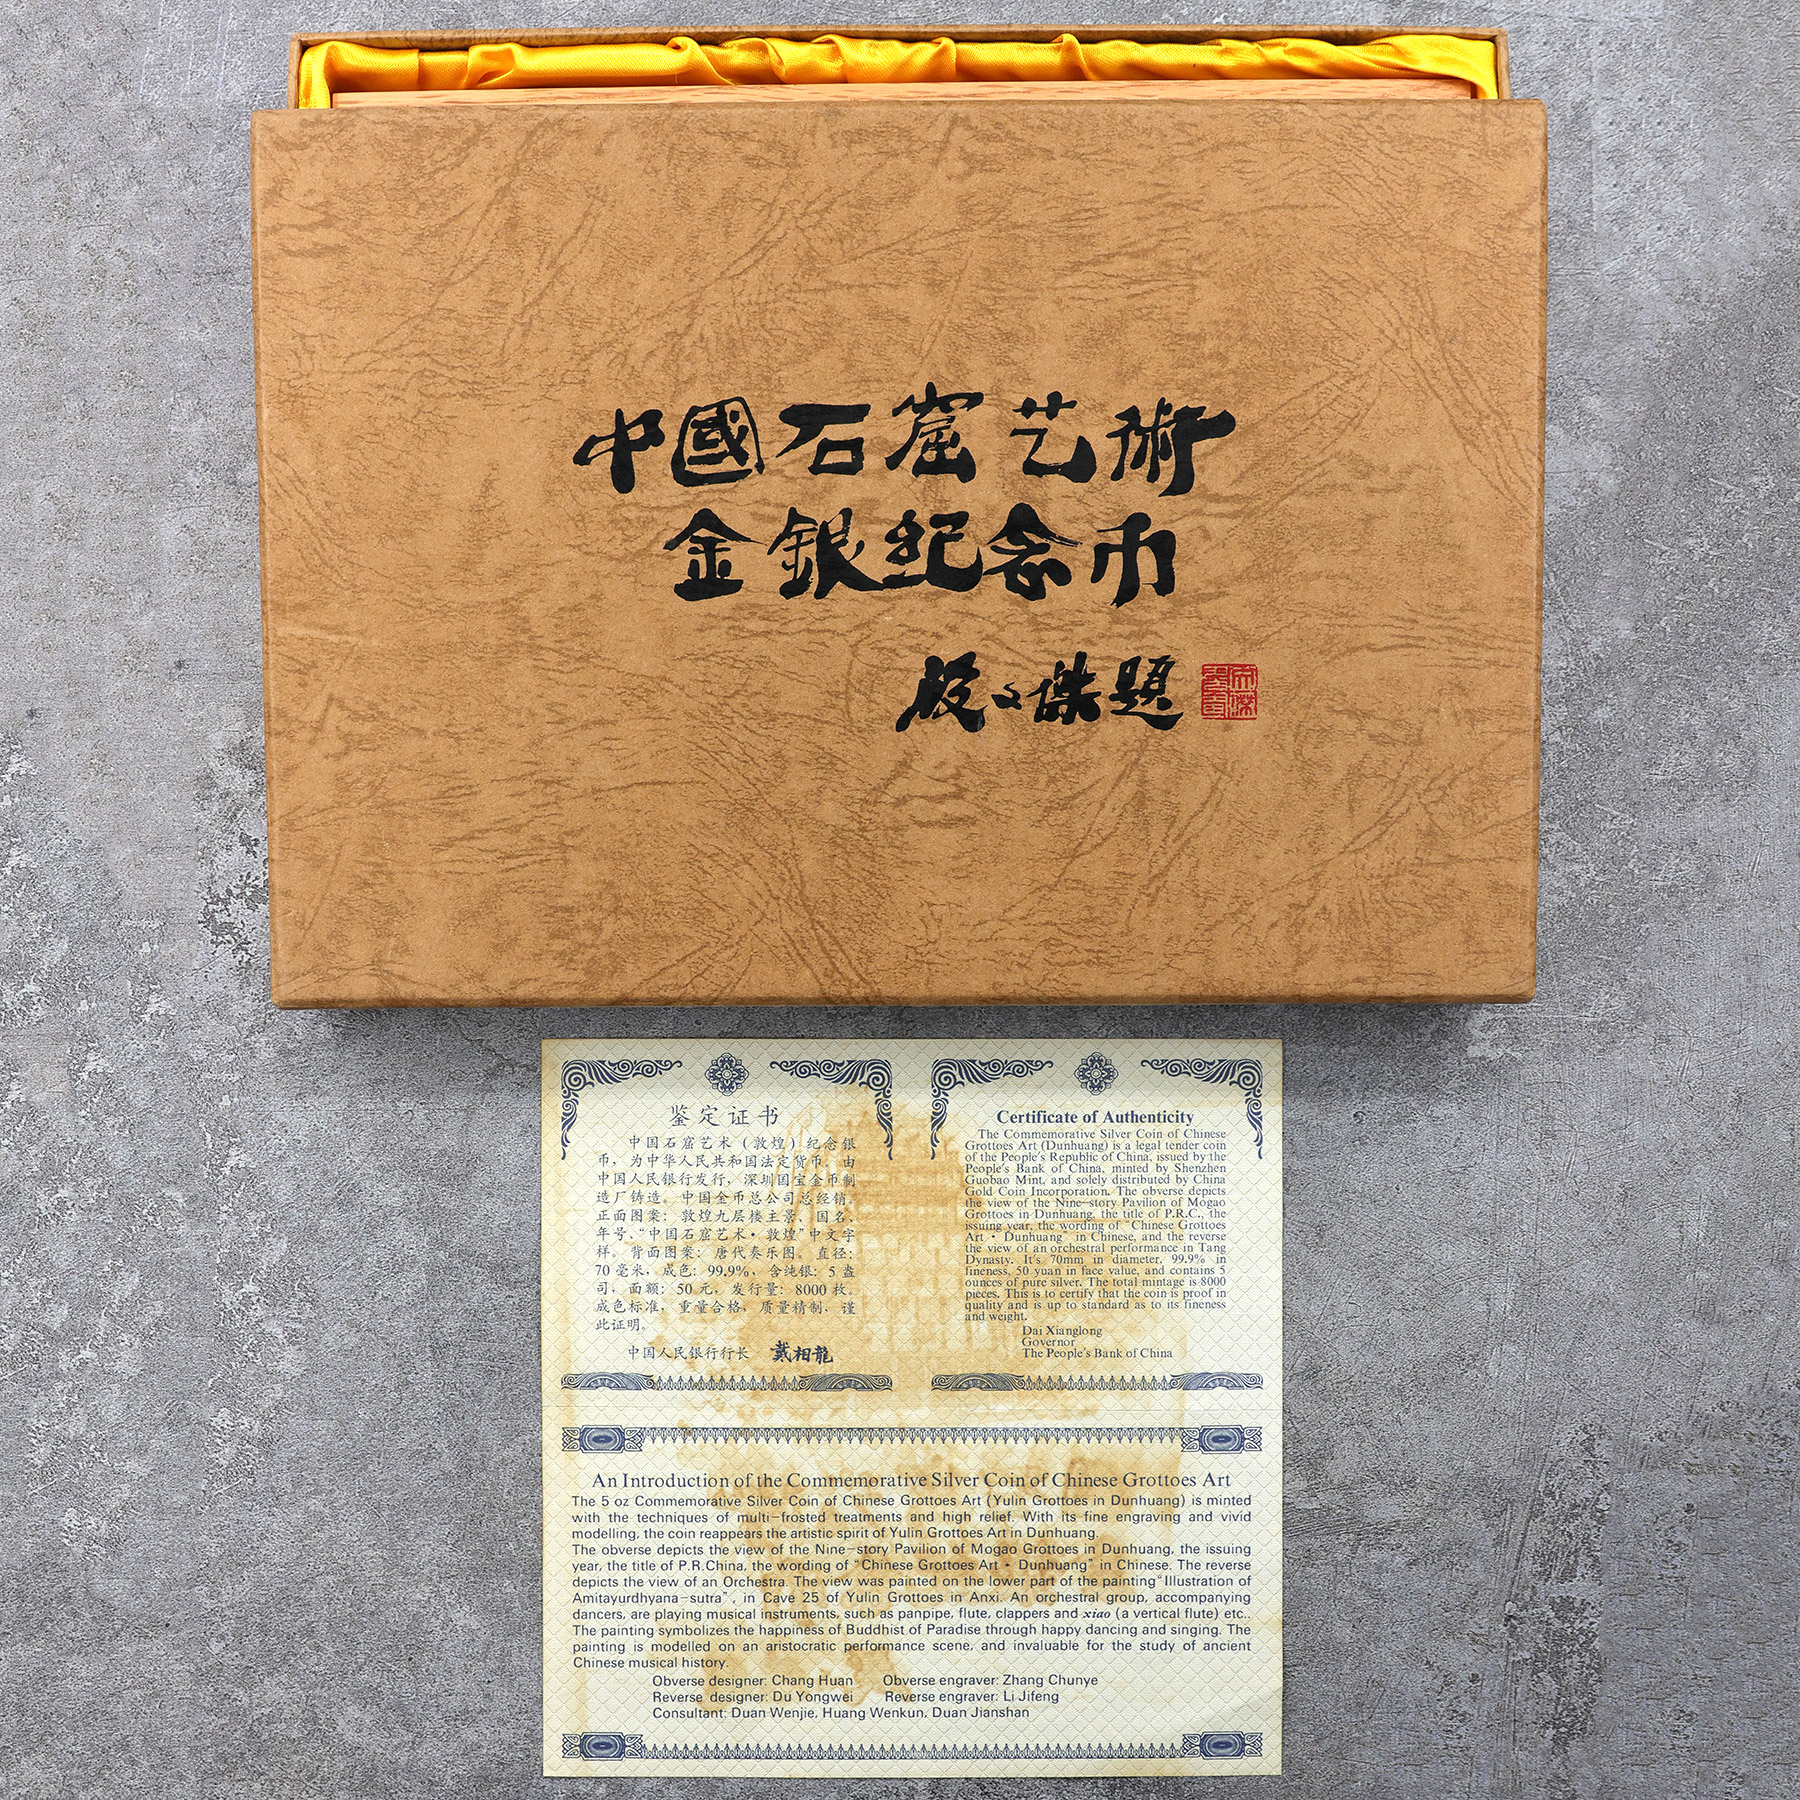 中國石窟艺術
金銀紀念币
段文傑題
鉴定证书
中国石窟艺术(敦煌)纪念银
币，为中华人民共和国法定货币。由
中国人民银行发行，深圳国宝金币制
造厂铸造。中国金币总公司总经销。
正面图案：敦煌九层楼主景、国名、
年号、“中国石窟艺术·敦煌”中文字
样。背面图案：唐代奏乐图。直径：
70 毫米，成色：99.9%，含纯银：5 盎
司，面额：50 元，发行量：8000 枚。
成色标准，重量合格，质量精制，谨
此证明。
中国人民银行行长 戴相龍
Certificate of Authenticity
The Commemorative Silver Coin of Chinese
Grottoes Art (Dunhuang) is a legal tender coin
of the People's Republic of China, issued by the
People's Bank of China, minted by Shenzhen
Guobao Mint, and solely distributed by China
Gold Coin Incorporation. The obverse depicts
the view of the Nine-story Pavilion of Mogao
Grottoes in Dunhuang, the title of P.R.C., the
issuing year, the wording of “Chinese Grottoes
Art · Dunhuang” in Chinese, and the reverse
the view of an orchestral performance in Tang
Dynasty. It's 70mm in diameter, 99.9% in
fineness, 50 yuan in face value, and contains 5
ounces of pure silver. The total mintage is 8000
pieces. This is to certify that the coin is proof in
quality and is up to standard as to its fineness
and weight.
Dai Xianglong
Governor
The People's Bank of China
An Introduction of the Commemorative Silver Coin of Chinese Grottoes Art
The 5 oz Commemorative Silver Coin of Chinese Grottoes Art (Yulin Grottoes in Dunhuang) is minted
with the techniques of multi-frosted treatments and high relief. With its fine engraving and vivid
modelling, the coin reappears the artistic spirit of Yulin Grottoes Art in Dunhuang.
The obverse depicts the view of the Nine-story Pavilion of Mogao Grottoes in Dunhuang, the issuing
year, the title of P.R.China, the wording of “Chinese Grottoes Art · Dunhuang” in Chinese. The reverse
depicts the view of an Orchestra. The view was painted on the lower part of the painting “Illustration of
Amitayurdhyana-sutra”, in Cave 25 of Yulin Grottoes in Anxi. An orchestral group, accompanying
dancers, are playing musical instruments, such as panpipe, flute, clappers and xiao (a vertical flute) etc..
The painting symbolizes the happiness of Buddhist of Paradise through happy dancing and singing. The
painting is modelled on an aristocratic performance scene, and invaluable for the study of ancient
Chinese musical history.
Obverse designer: Chang Huan Obverse engraver: Zhang Chunye
Reverse designer: Du Yongwei Reverse engraver: Li Jifeng
Consultant: Duan Wenjie, Huang Wenkun, Duan Jianshan